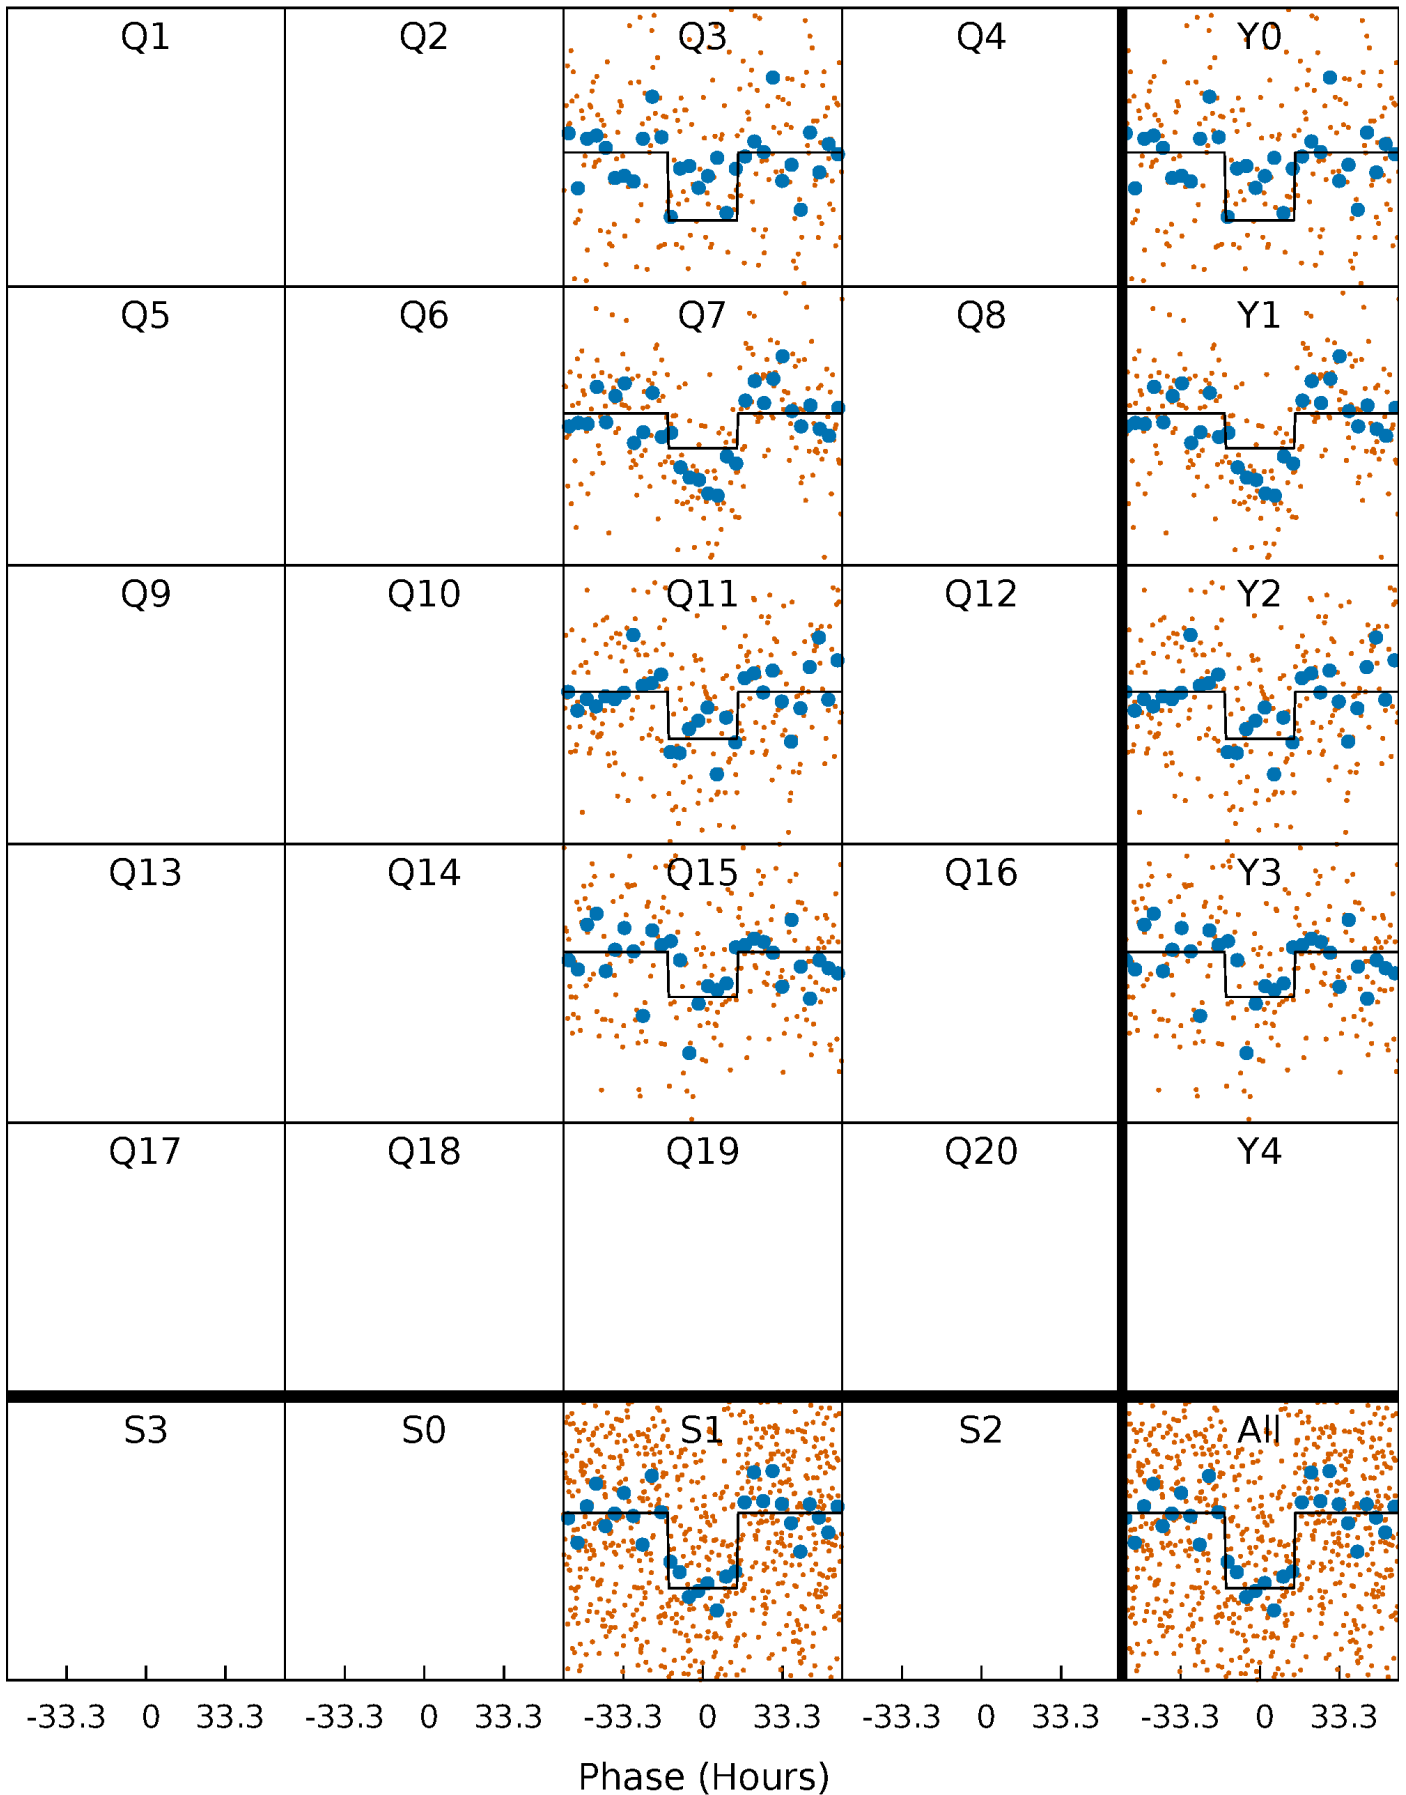 Q1 Q2 Q3 Q4 Y0
Q5 Q6 Q7 Q8 Y1
Q9 Q10 Q11 Q12 Y2
Q13 Q14 Q15 Q16 Y3
Q17 Q18 Q19 Q20 Y4
S3 S0 S1 S2 All
-33.3 0 33.3 -33.3 0 33.3 -33.3 0 33.3 -33.3 0 33.3 -33.3 0 33.3
Phase (Hours)